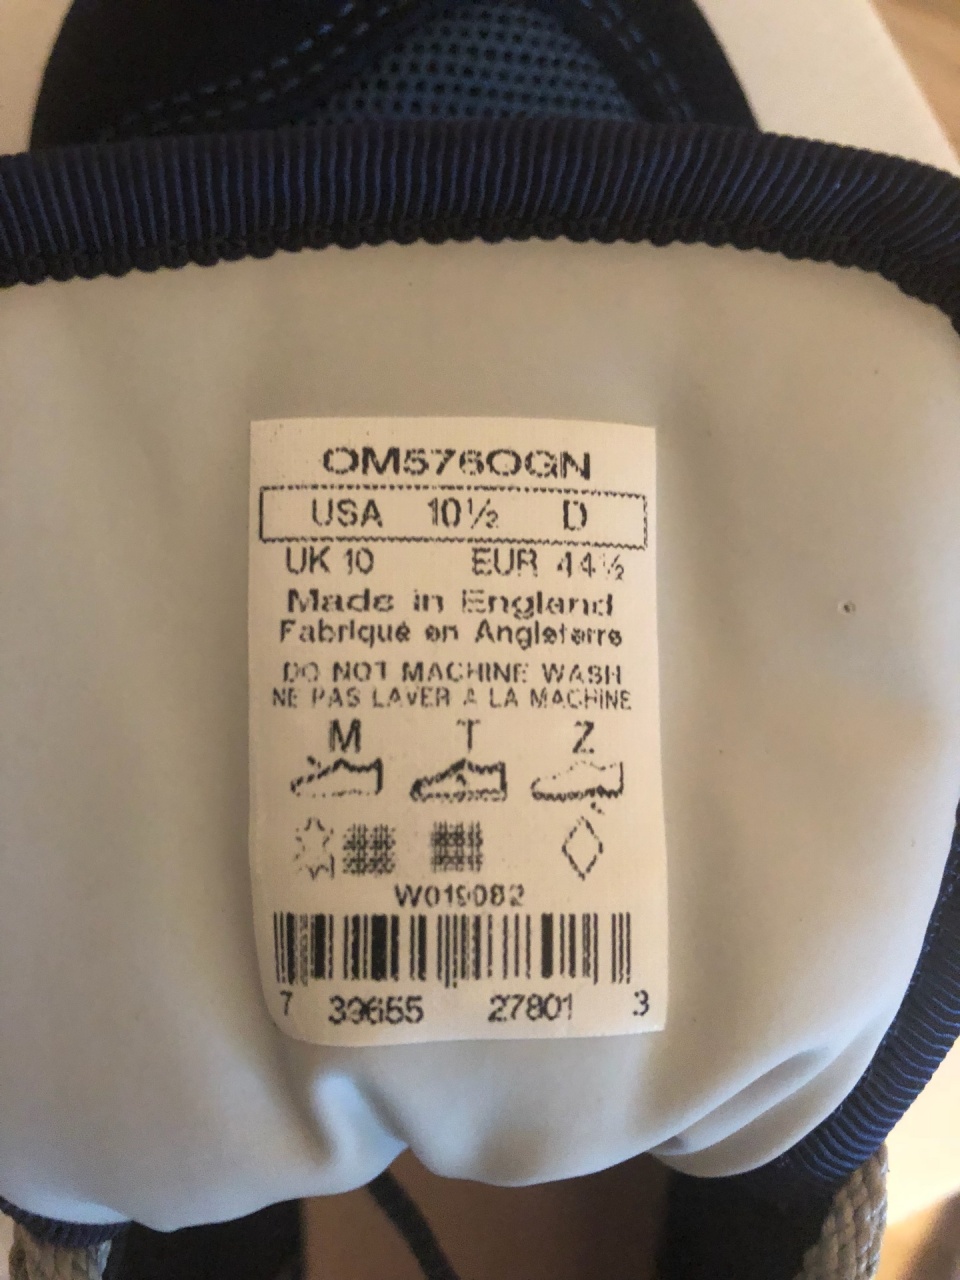 OM576OGN
USA 10½ D
UK 10 EUR 44½
Made in England
Fabriqué en Angleterre
DO NOT MACHINE WASH
NE PAS LAVER A LA MACHINE
M T Z
W019082
7 39655 27801 3